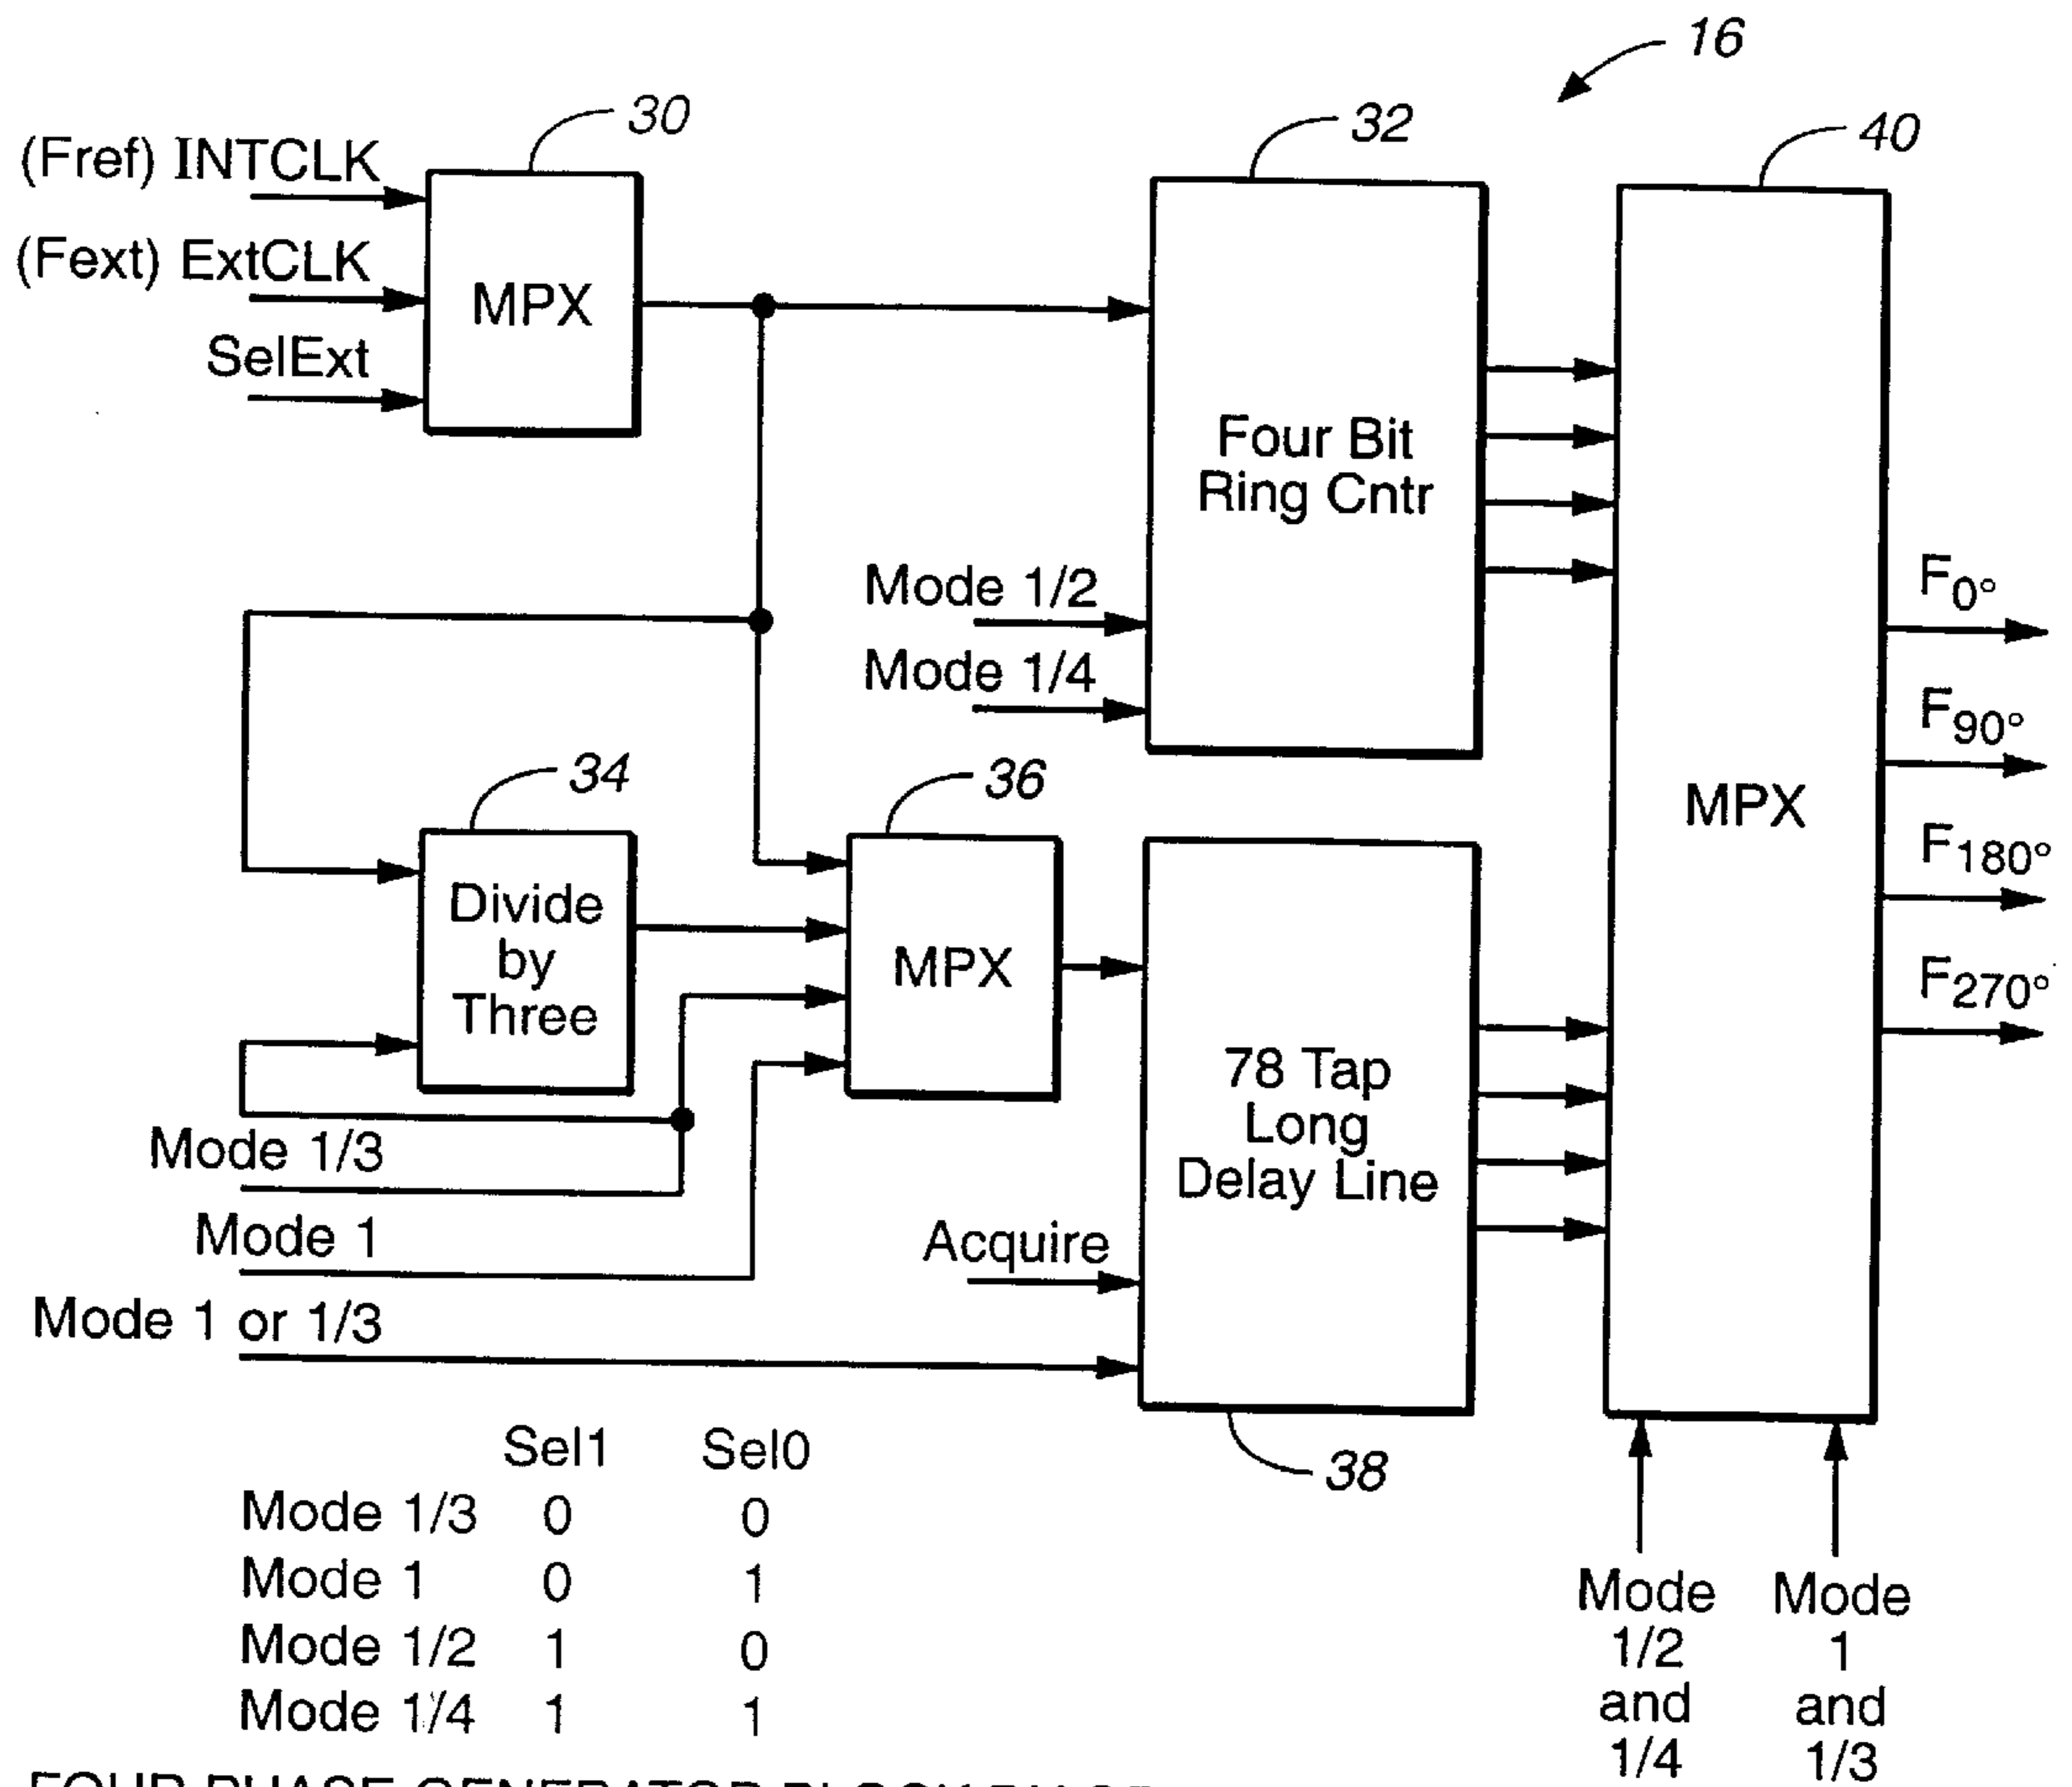 16
30
32
40
(Fref) INTCLK
(Fext) ExtCLK
SelExt
MPX
Four Bit
Ring Cntr
Mode 1/2
Mode 1/4
F0°
F90°
F180°
F270°
MPX
34
36
Divide
by
Three
MPX
78 Tap
Long
Delay Line
Mode 1/3
Mode 1
Mode 1 or 1/3
Acquire
38
Sel1 Sel0
Mode 1/3 0 0
Mode 1 0 1
Mode 1/2 1 0
Mode 1/4 1 1
Mode
1/2
and
1/4
Mode
1
and
1/3
FOUR PHASE GENERATOR BLOCK